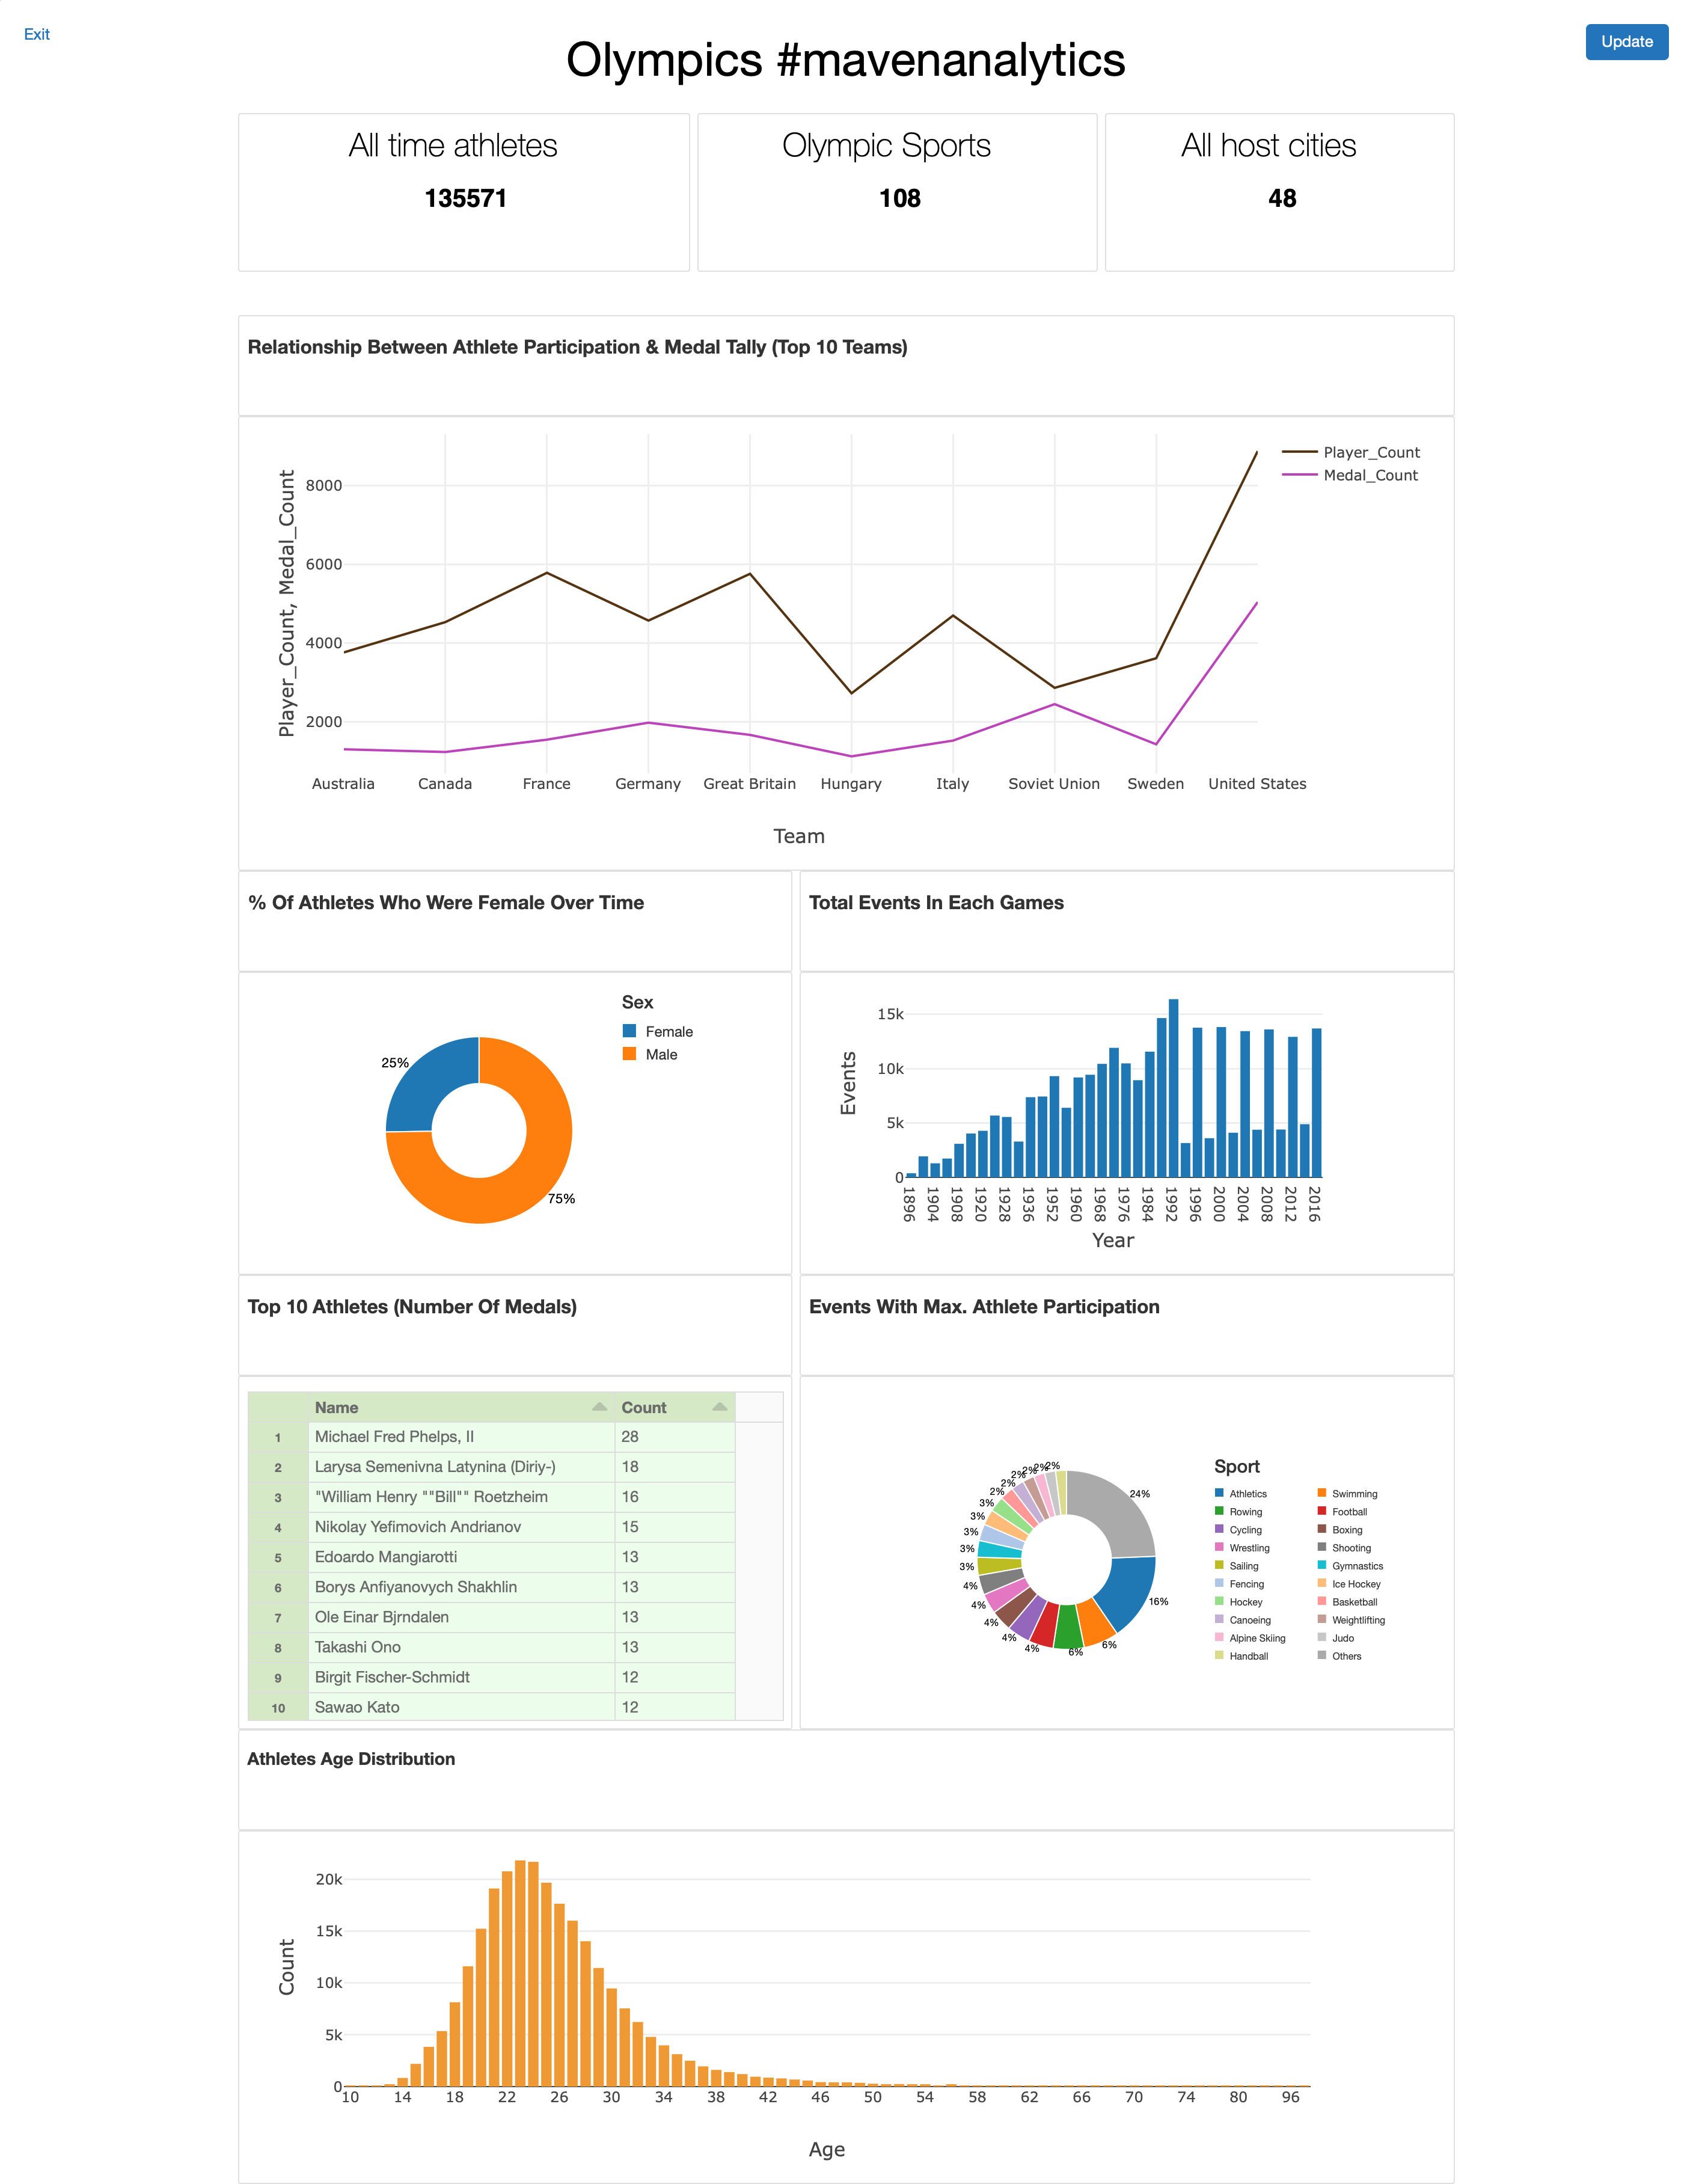 Exit
Update
Olympics #mavenanalytics
All time athletes
135571
Olympic Sports
108
All host cities
48
Relationship Between Athlete Participation & Medal Tally (Top 10 Teams)
Player_Count
Medal_Count
Player_Count, Medal_Count
8000
6000
4000
2000
Australia Canada France Germany Great Britain Hungary Italy Soviet Union Sweden United States
Team
% Of Athletes Who Were Female Over Time
Sex
Female
Male
25%
75%
Total Events In Each Games
Events
15k
10k
5k
0
1896 1904 1908 1920 1928 1936 1952 1960 1968 1976 1984 1992 1996 2000 2004 2008 2012 2016
Year
Top 10 Athletes (Number Of Medals)
Name Count
1 Michael Fred Phelps, II 28
2 Larysa Semenivna Latynina (Diriy-) 18
3 "William Henry ""Bill"" Roetzheim 16
4 Nikolay Yefimovich Andrianov 15
5 Edoardo Mangiarotti 13
6 Borys Anfiyanovych Shakhlin 13
7 Ole Einar Bjrndalen 13
8 Takashi Ono 13
9 Birgit Fischer-Schmidt 12
10 Sawao Kato 12
Events With Max. Athlete Participation
24%
16%
6%
6%
4%
4%
4%
4%
4%
3%
3%
3%
3%
3%
2%
2%
2%
2%
2%
2%
Sport
Athletics Swimming
Rowing Football
Cycling Boxing
Wrestling Shooting
Sailing Gymnastics
Fencing Ice Hockey
Hockey Basketball
Canoeing Weightlifting
Alpine Skiing Judo
Handball Others
Athletes Age Distribution
Count
20k
15k
10k
5k
0
10 14 18 22 26 30 34 38 42 46 50 54 58 62 66 70 74 80 96
Age